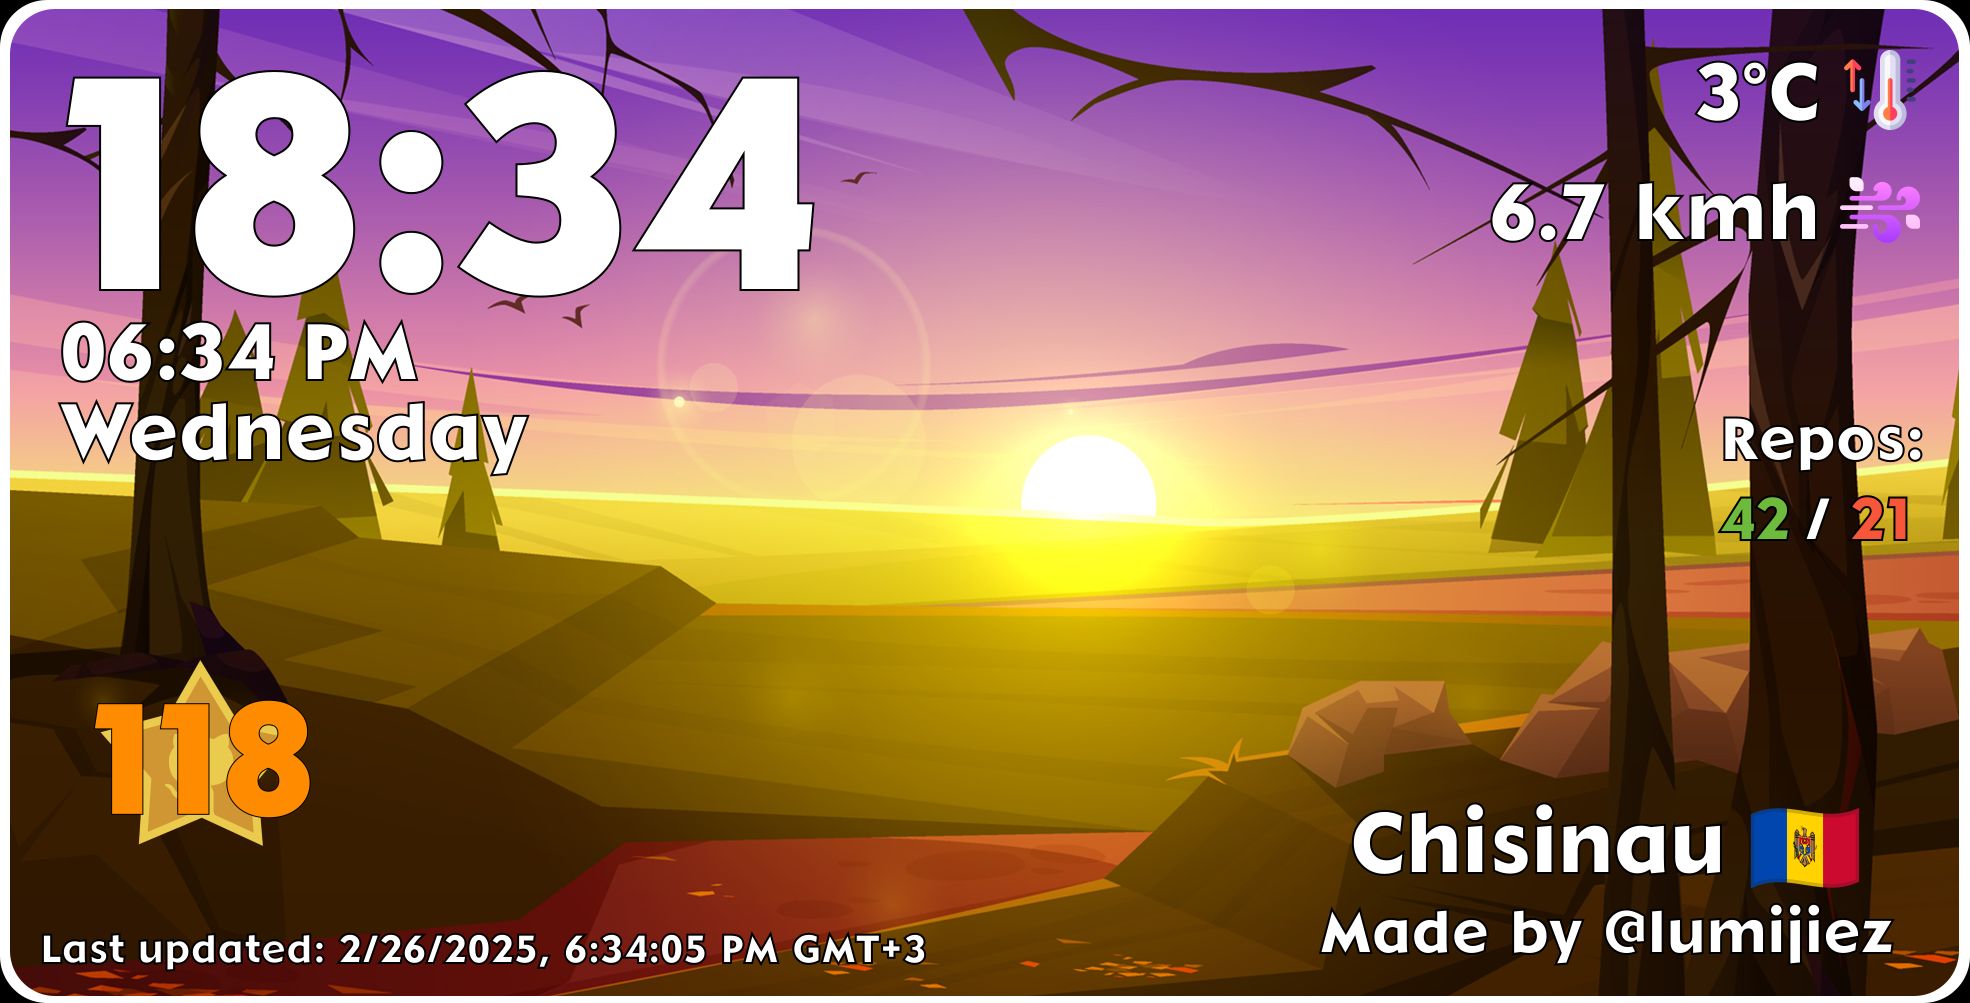 18:34
06:34 PM
Wednesday
3°C
6.7 kmh
Repos:
42 / 21
118
Chisinau
Made by @lumijiez
Last updated: 2/26/2025, 6:34:05 PM GMT+3